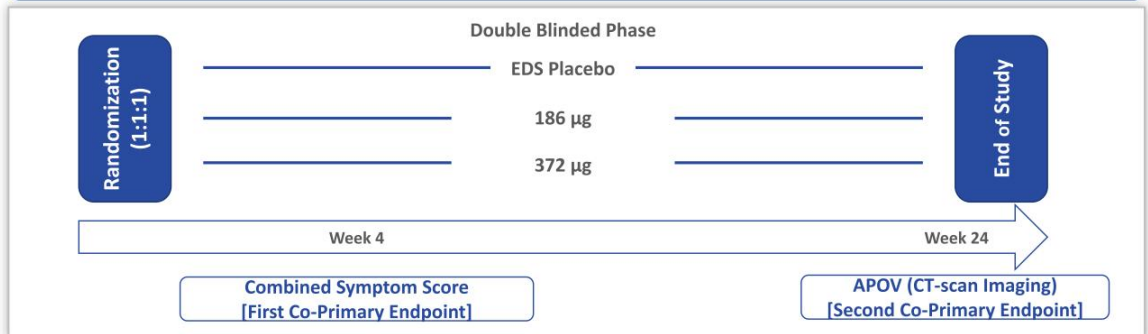 Double Blinded Phase
Randomization
(1:1:1)
EDS Placebo
186 µg
372 µg
End of Study
Week 4
Week 24
Combined Symptom Score
[First Co-Primary Endpoint]
APOV (CT-scan Imaging)
[Second Co-Primary Endpoint]